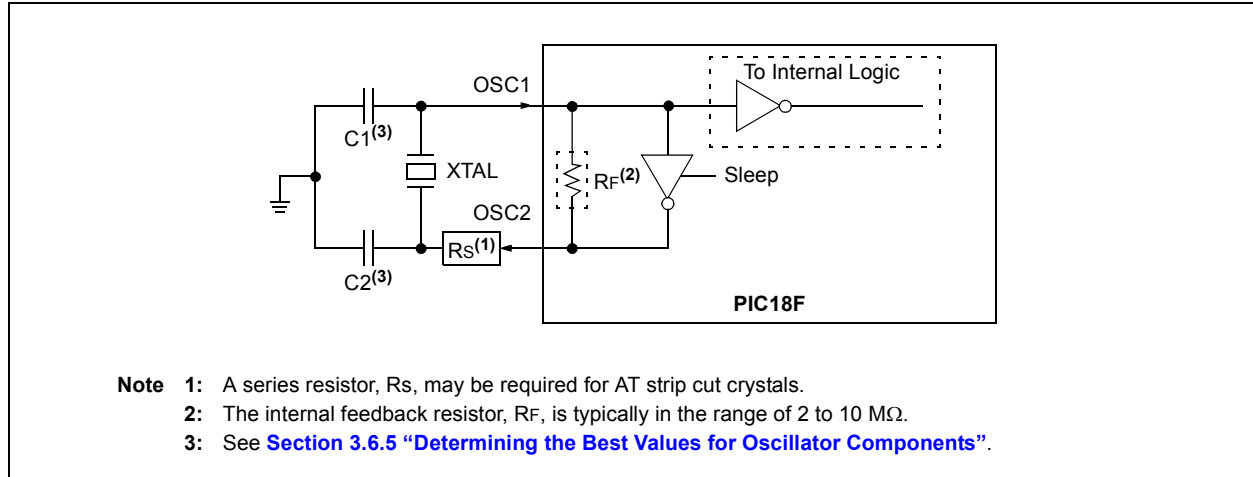 To Internal Logic
OSC1
C1(3)
XTAL
RF(2)
Sleep
OSC2
RS(1)
C2(3)
PIC18F
Note 1: A series resistor, Rs, may be required for AT strip cut crystals.
2: The internal feedback resistor, RF, is typically in the range of 2 to 10 MΩ.
3: See Section 3.6.5 “Determining the Best Values for Oscillator Components”.